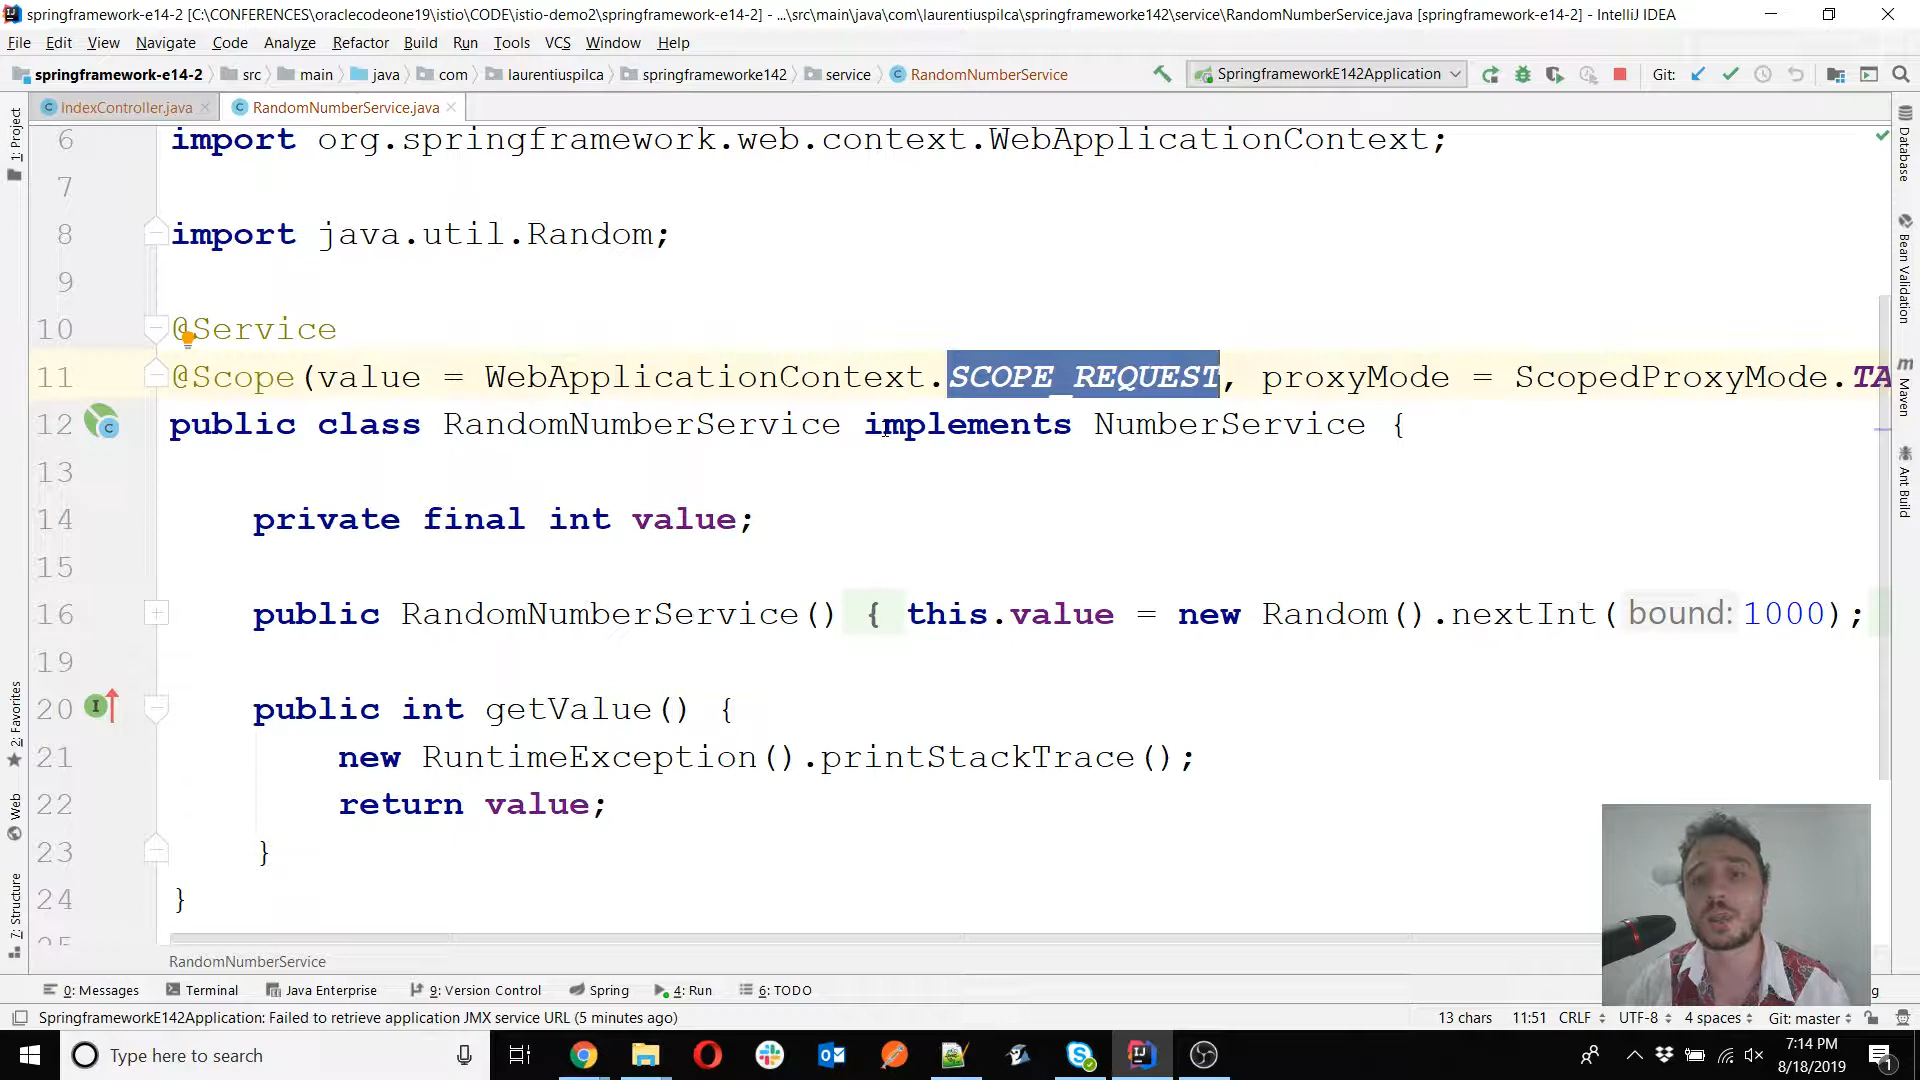 springframework-e14-2 [C:\CONFERENCES\oraclecodeone19\istio\CODE\istio-demo2\springframework-e14-2] - ...\src\main\java\com\laurentiuspilca\springframeworke142\service\RandomNumberService.java [springframework-e14-2] - IntelliJ IDEA
File Edit View Navigate Code Analyze Refactor Build Run Tools VCS Window Help
springframework-e14-2 src main java com laurentiuspilca springframeworke142 service RandomNumberService SpringframeworkE142Application Git:
IndexController.java RandomNumberService.java
1: Project
2: Favorites
Web
7: Structure
Database
Bean Validation
Maven
Ant Build
6 import org.springframework.web.context.WebApplicationContext;
7
8 import java.util.Random;
9
10 @Service
11 @Scope(value = WebApplicationContext.SCOPE_REQUEST, proxyMode = ScopedProxyMode.TA
12 public class RandomNumberService implements NumberService {
13
14 private final int value;
15
16 public RandomNumberService() { this.value = new Random().nextInt( bound: 1000);
19
20 public int getValue() {
21 new RuntimeException().printStackTrace();
22 return value;
23 }
24 }
25
RandomNumberService
0: Messages Terminal Java Enterprise 9: Version Control Spring 4: Run 6: TODO
SpringframeworkE142Application: Failed to retrieve application JMX service URL (5 minutes ago) 13 chars 11:51 CRLF UTF-8 4 spaces Git: master
Type here to search
7:14 PM
8/18/2019
1